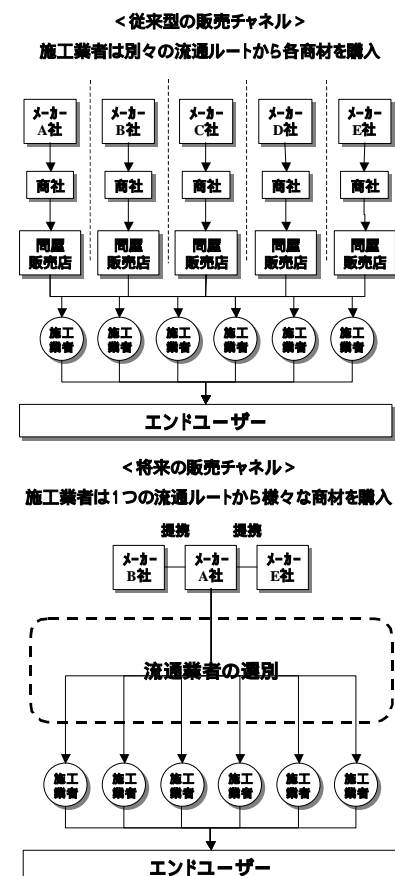 ＜従来型の販売チャネル＞
施工業者は別々の流通ルートから各商材を購入
ﾒｰｶｰ ﾒｰｶｰ ﾒｰｶｰ ﾒｰｶｰ ﾒｰｶｰ
A社 B社 C社 D社 E社
商社 商社 商社 商社 商社
問屋 問屋 問屋 問屋 問屋
販売店 販売店 販売店 販売店 販売店
施工 施工 施工 施工 施工
業者 業者 業者 業者 業者
エンドユーザー
＜将来の販売チャネル＞
施工業者は1つの流通ルートから様々な商材を購入
提携 提携
ﾒｰｶｰ ﾒｰｶｰ ﾒｰｶｰ
B社 A社 E社
流通業者の選別
施工 施工 施工 施工 施工 施工
業者 業者 業者 業者 業者 業者
エンドユーザー